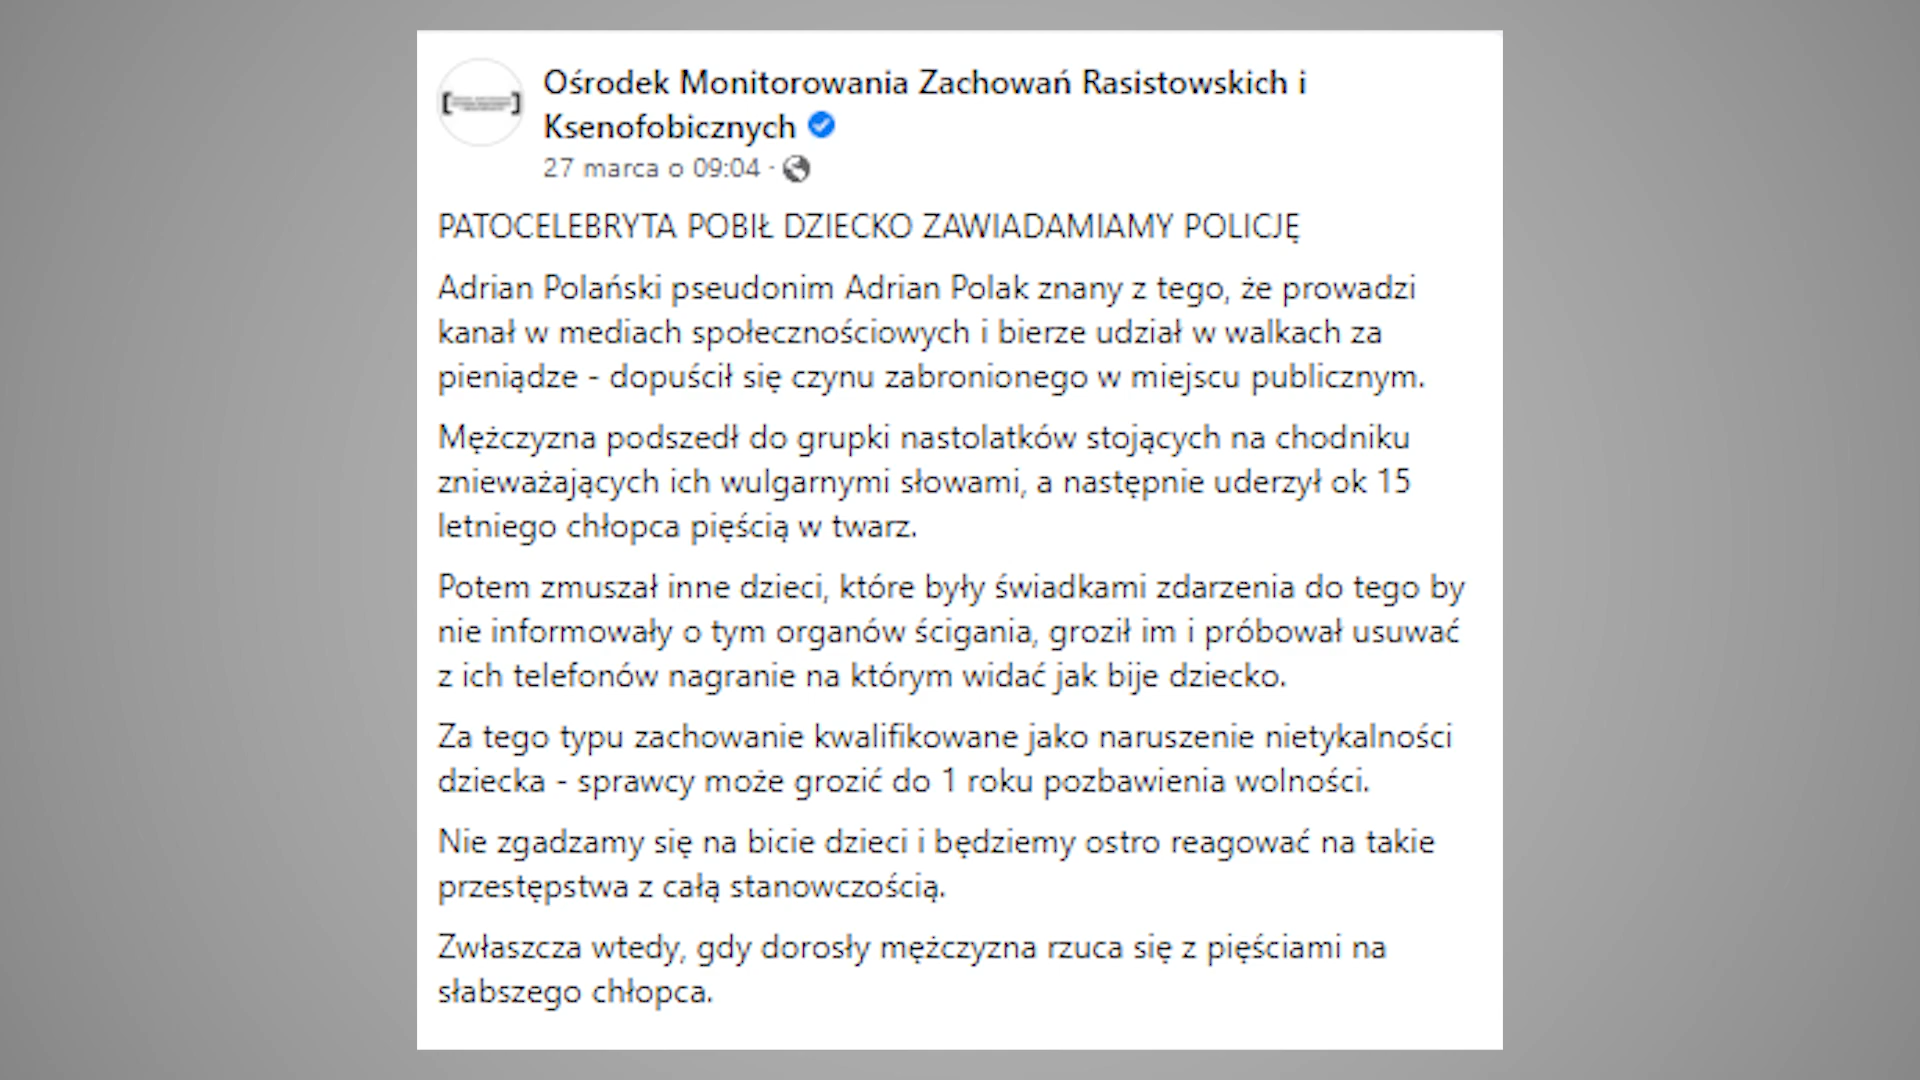 Ośrodek Monitorowania Zachowań Rasistowskich i
Ksenofobicznych
27 marca o 09:04 ·
PATOCELEBRYTA POBIŁ DZIECKO ZAWIADAMIAMY POLICJĘ
Adrian Polański pseudonim Adrian Polak znany z tego, że prowadzi
kanał w mediach społecznościowych i bierze udział w walkach za
pieniądze - dopuścił się czynu zabronionego w miejscu publicznym.
Mężczyzna podszedł do grupki nastolatków stojących na chodniku
znieważających ich wulgarnymi słowami, a następnie uderzył ok 15
letniego chłopca pięścią w twarz.
Potem zmuszał inne dzieci, które były świadkami zdarzenia do tego by
nie informowały o tym organów ścigania, groził im i próbował usuwać
z ich telefonów nagranie na którym widać jak bije dziecko.
Za tego typu zachowanie kwalifikowane jako naruszenie nietykalności
dziecka - sprawcy może grozić do 1 roku pozbawienia wolności.
Nie zgadzamy się na bicie dzieci i będziemy ostro reagować na takie
przestępstwa z całą stanowczością.
Zwłaszcza wtedy, gdy dorosły mężczyzna rzuca się z pięściami na
słabszego chłopca.